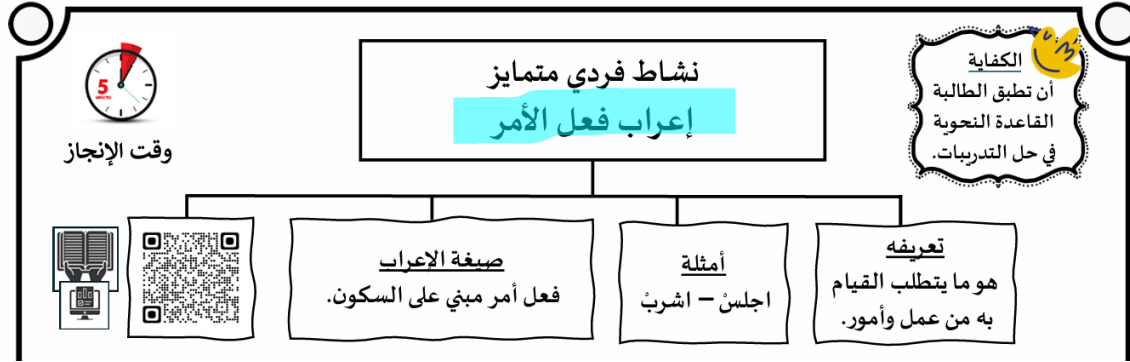 الكفاية
أن تطبق الطالبة
القاعدة النحوية
في حل التدريبات.
نشاط فردي متمايز
إعراب فعل الأمر
5
MINUTES
وقت الإنجاز
تعريفه
هو ما يتطلب القيام
به من عمل وأمور.
أمثلة
اجلسْ – اشربْ
صيغة الإعراب
فعل أمر مبني على السكون.